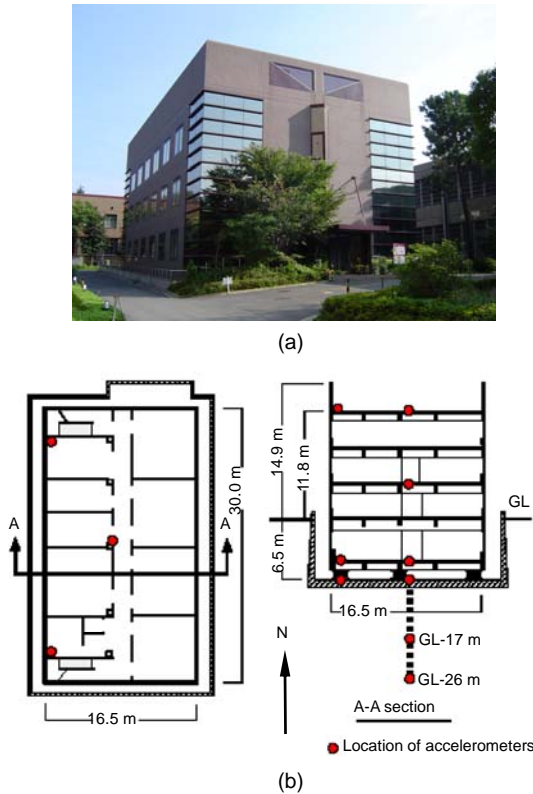 (a)
A
A
30.0 m
16.5 m
14.9 m
11.8 m
6.5 m
GL
16.5 m
GL-17 m
GL-26 m
N
A-A section
Location of accelerometers
(b)